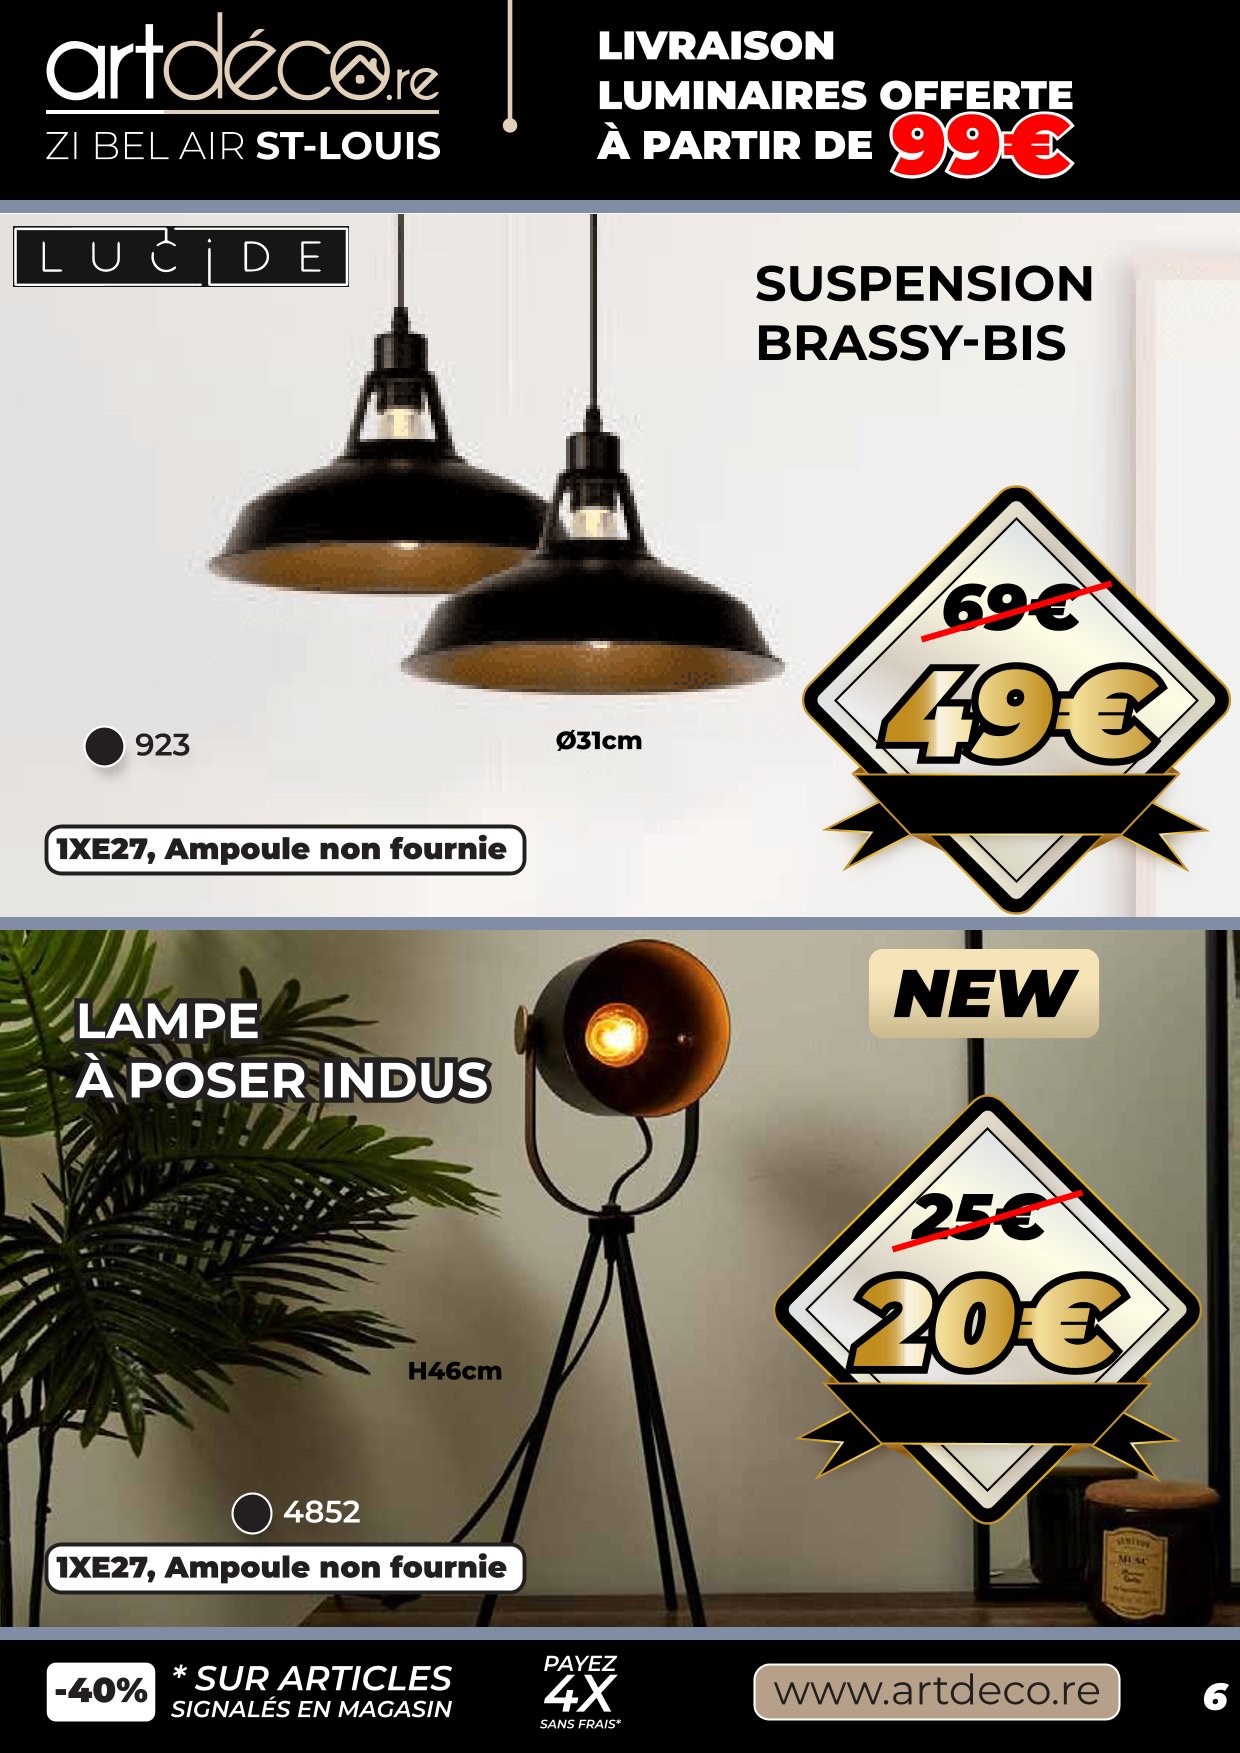 artdéco.re
ZI BEL AIR ST-LOUIS
LIVRAISON
LUMINAIRES OFFERTE
À PARTIR DE 99€
LUCiDE
SUSPENSION
BRASSY-BIS
69€
49€
923
Ø31cm
1XE27, Ampoule non fournie
NEW
LAMPE
À POSER INDUS
25€
20€
H46cm
4852
1XE27, Ampoule non fournie
MUSC
-40%
* SUR ARTICLES
SIGNALÉS EN MAGASIN
PAYEZ
4X
SANS FRAIS*
www.artdeco.re
6